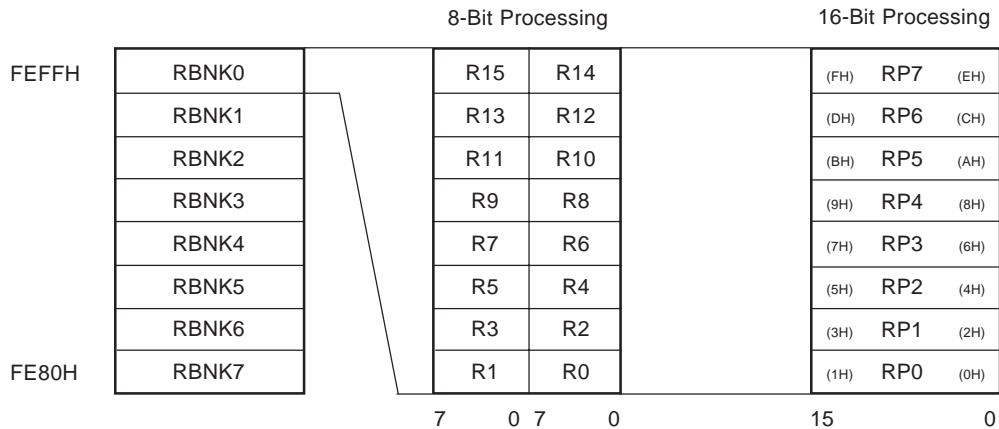 8-Bit Processing 16-Bit Processing
FEFFH RBNK0 R15 R14 (FH) RP7 (EH)
RBNK1 R13 R12 (DH) RP6 (CH)
RBNK2 R11 R10 (BH) RP5 (AH)
RBNK3 R9 R8 (9H) RP4 (8H)
RBNK4 R7 R6 (7H) RP3 (6H)
RBNK5 R5 R4 (5H) RP2 (4H)
RBNK6 R3 R2 (3H) RP1 (2H)
FE80H RBNK7 R1 R0 (1H) RP0 (0H)
7 0 7 0 15 0